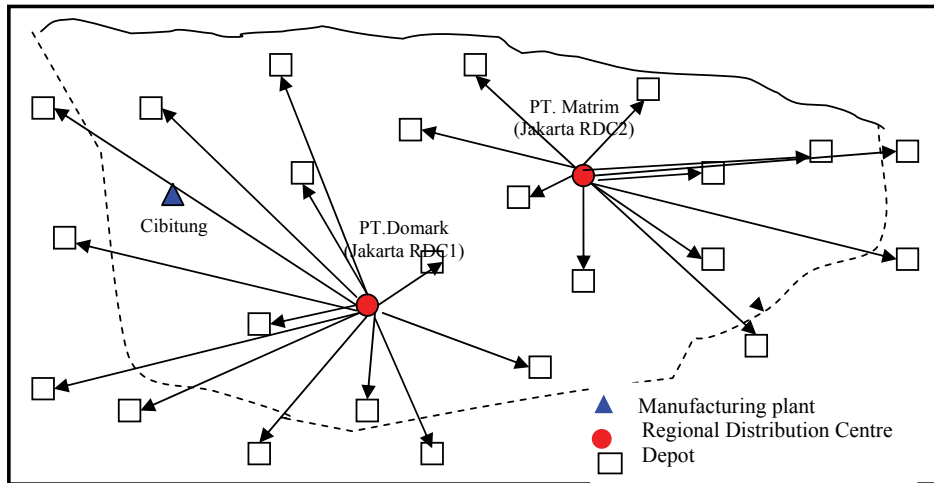 PT. Matrim
(Jakarta RDC2)
Cibitung
PT.Domark
(Jakarta RDC1)
Manufacturing plant
Regional Distribution Centre
Depot